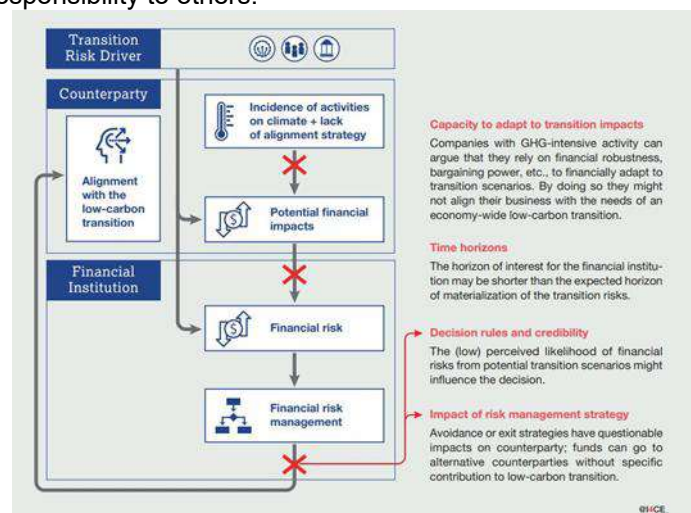 esponsibility to others.
Transition
Risk Driver
Counterparty
Incidence of activities
on climate + lack
of alignment strategy
Alignment
with the
low-carbon
transition
Potential financial
impacts
Financial
Institution
Financial risk
Financial risk
management
Capacity to adapt to transition impacts
Companies with GHG-intensive activity can
argue that they rely on financial robustness,
bargaining power, etc., to financially adapt to
transition scenarios. By doing so they might
not align their business with the needs of an
economy-wide low-carbon transition.
Time horizons
The horizon of interest for the financial institu-
tion may be shorter than the expected horizon
of materialization of the transition risks.
Decision rules and credibility
The (low) perceived likelihood of financial
risks from potential transition scenarios might
influence the decision.
Impact of risk management strategy
Avoidance or exit strategies have questionable
impacts on counterparty; funds can go to
alternative counterparties without specific
contribution to low-carbon transition.